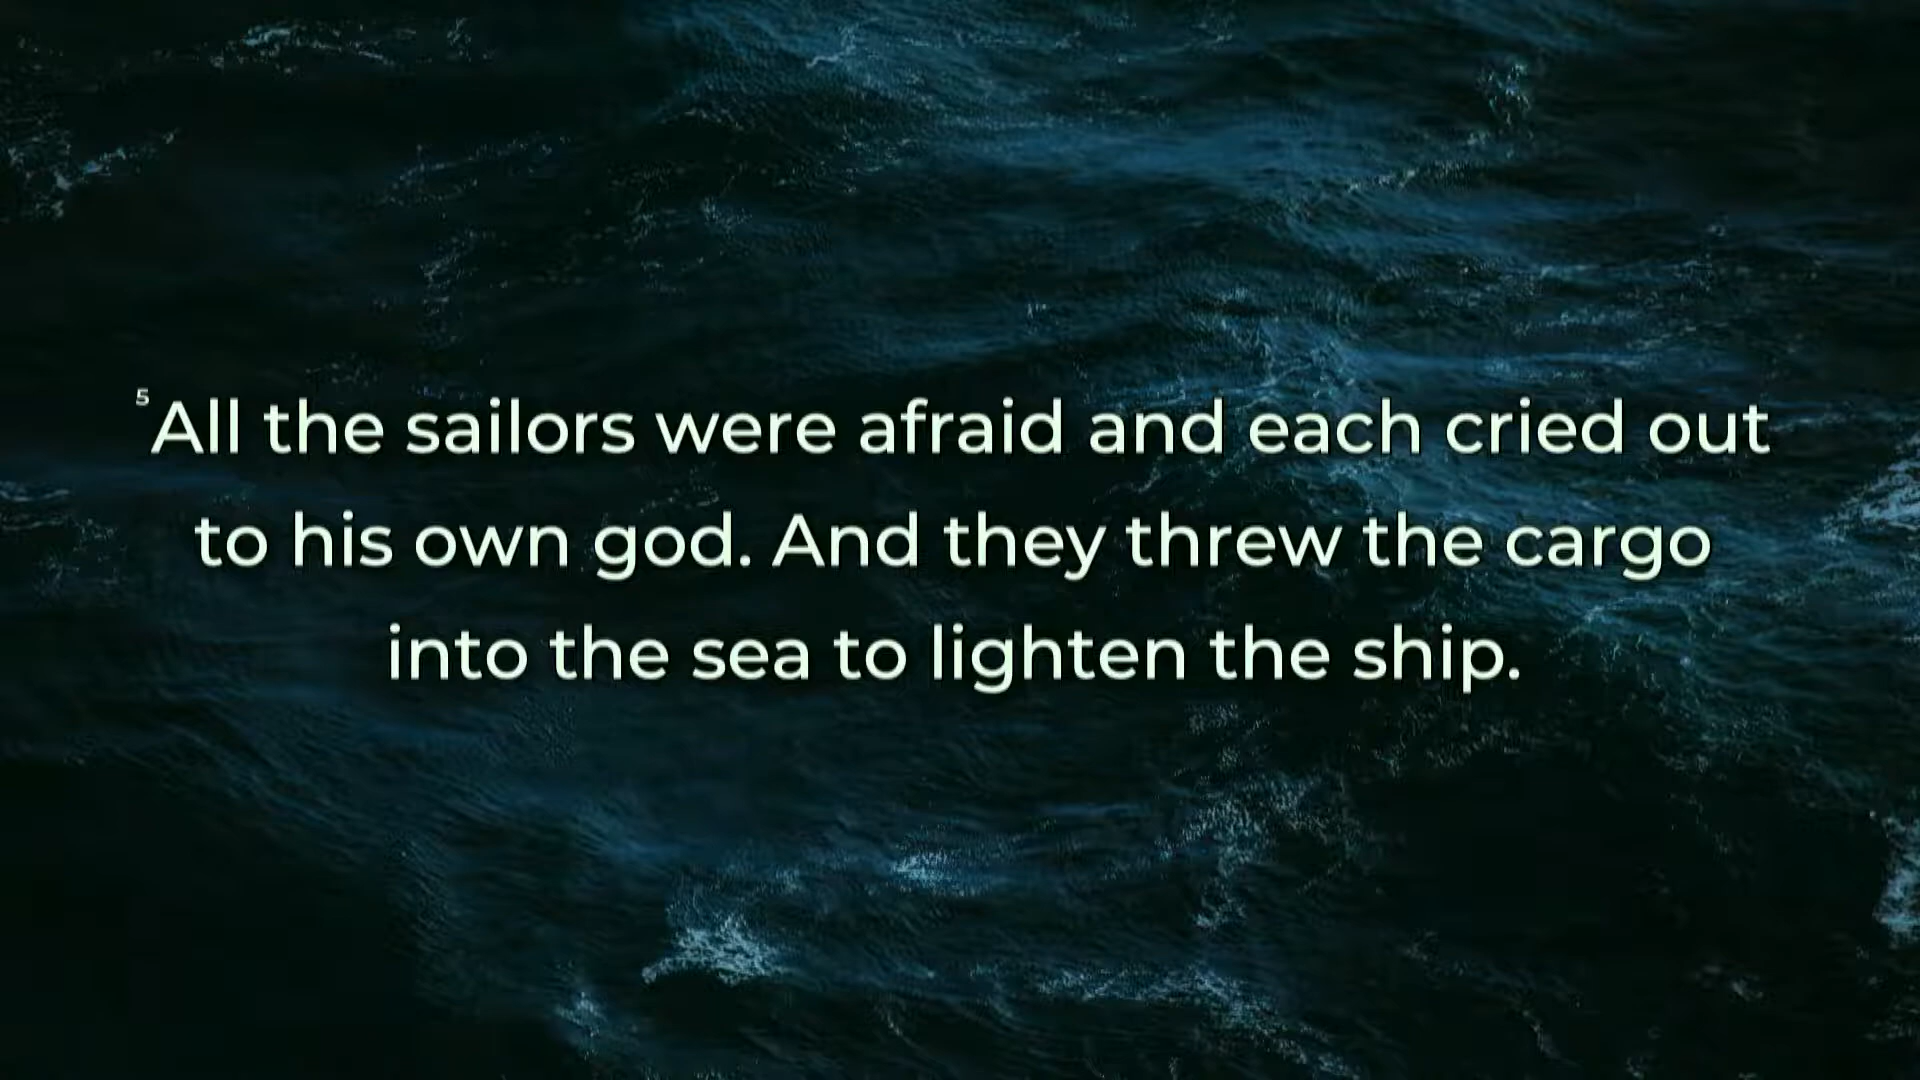 ⁵All the sailors were afraid and each cried out
to his own god. And they threw the cargo
into the sea to lighten the ship.